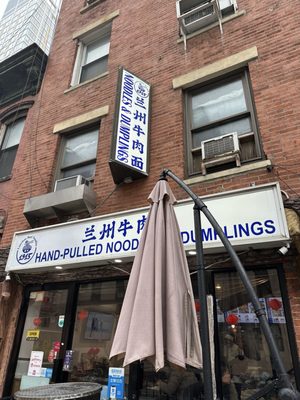 NOODLES & DUMPLINGS
兰州牛肉面
兰州牛肉
HAND-PULLED NOOD DUMPLINGS